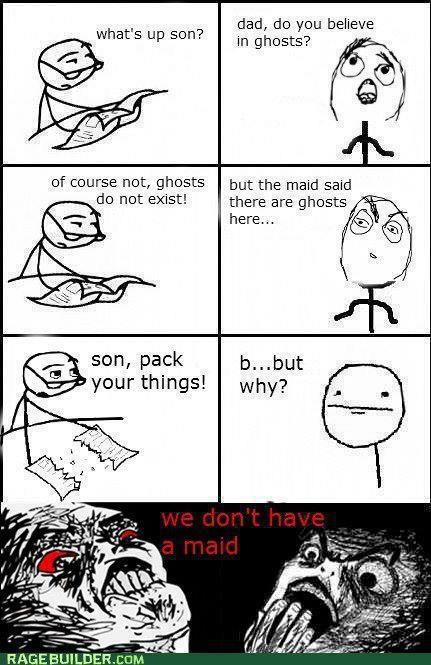 what's up son?
dad, do you believe
in ghosts?
of course not, ghosts
do not exist!
but the maid said
there are ghosts
here...
son, pack
your things!
b...but
why?
we don't have
a maid
RAGEBUILDER.COM